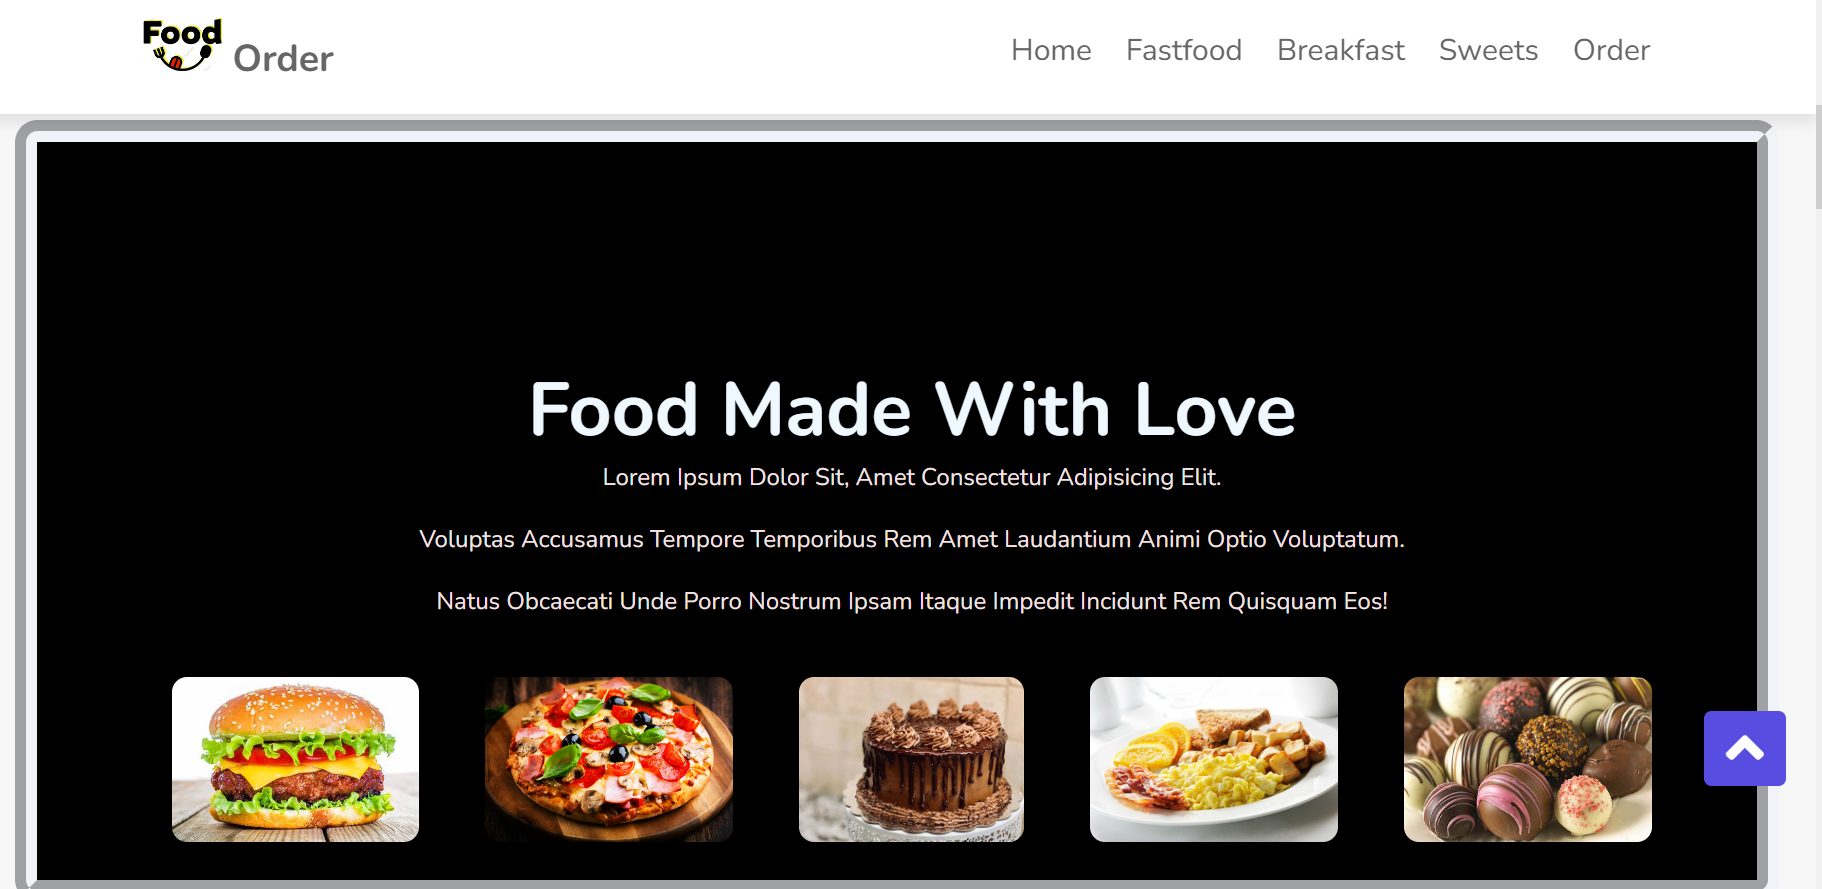 Food Order
Home Fastfood Breakfast Sweets Order
Food Made With Love
Lorem Ipsum Dolor Sit, Amet Consectetur Adipisicing Elit.
Voluptas Accusamus Tempore Temporibus Rem Amet Laudantium Animi Optio Voluptatum.
Natus Obcaecati Unde Porro Nostrum Ipsam Itaque Impedit Incidunt Rem Quisquam Eos!